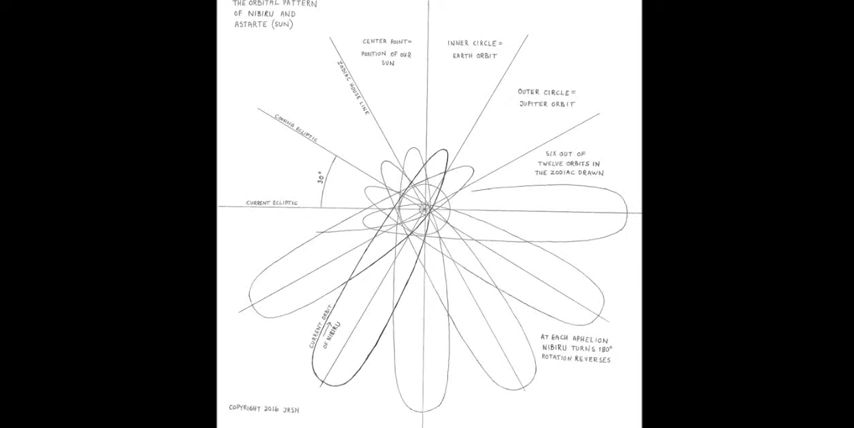 THE ORBITAL PATTERN
OF NIBIRU AND
ASTARTE (SUN)
CENTER POINT=
POSITION OF OUR
SUN
INNER CIRCLE =
EARTH ORBIT
OUTER CIRCLE=
JUPITER ORBIT
ZODIAC HOUSE LINE
COMING ECLIPTIC
SIX OUT OF
TWELVE ORBITS IN
THE ZODIAC DRAWN
30°
CURRENT ECLIPTIC
CURRENT ORBIT
OF NIBIRU
AT EACH APHELION
NIBIRU TURNS 180°
ROTATION REVERSES
COPYRIGHT 2016 JRSH